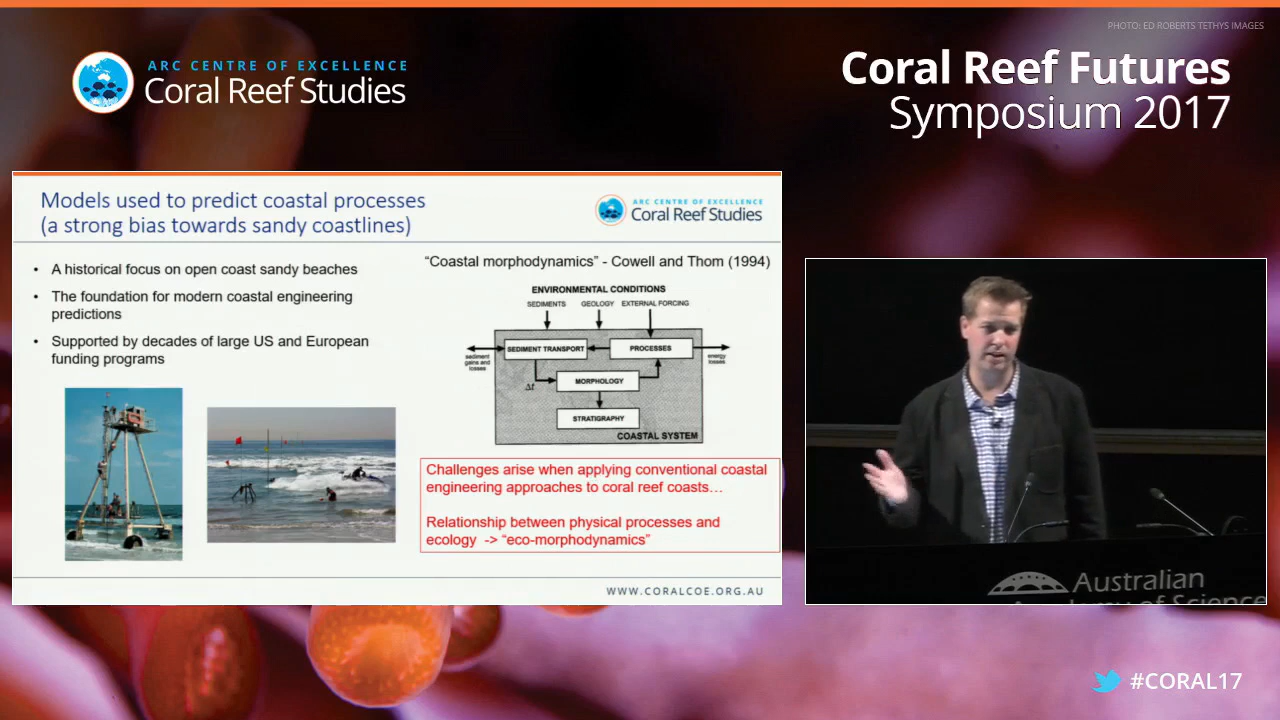 PHOTO: ED ROBERTS TETHYS IMAGES
ARC CENTRE OF EXCELLENCE
Coral Reef Studies
Coral Reef Futures
Symposium 2017
Models used to predict coastal processes
(a strong bias towards sandy coastlines)
ARC CENTRE OF EXCELLENCE
Coral Reef Studies
• A historical focus on open coast sandy beaches
• The foundation for modern coastal engineering
predictions
• Supported by decades of large US and European
funding programs
“Coastal morphodynamics” - Cowell and Thom (1994)
ENVIRONMENTAL CONDITIONS
SEDIMENTS GEOLOGY EXTERNAL FORCING
SEDIMENT TRANSPORT
PROCESSES
sediment
gains and
losses
energy
losses
Δt
MORPHOLOGY
STRATIGRAPHY
COASTAL SYSTEM
Challenges arise when applying conventional coastal
engineering approaches to coral reef coasts…
Relationship between physical processes and
ecology -> “eco-morphodynamics”
WWW.CORALCOE.ORG.AU
Australian
Academy of Science
#CORAL17